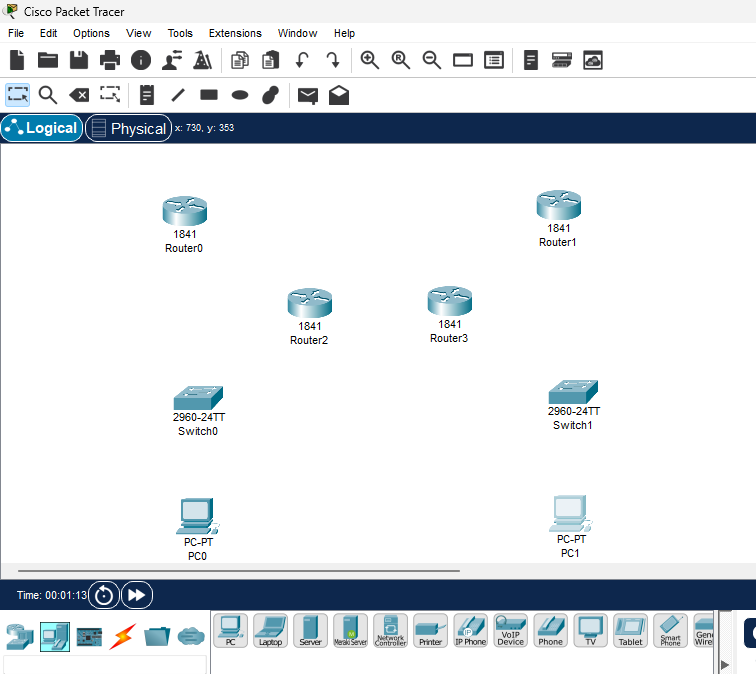 Cisco Packet Tracer
File Edit Options View Tools Extensions Window Help
Logical Physical x: 730, y: 353
1841
Router0
1841
Router1
1841
Router2
1841
Router3
2960-24TT
Switch0
2960-24TT
Switch1
PC-PT
PC0
PC-PT
PC1
Time: 00:01:13
PC Laptop Server Meraki Server Network Controller Printer IP Phone VoIP Device Phone TV Tablet Smart Phone